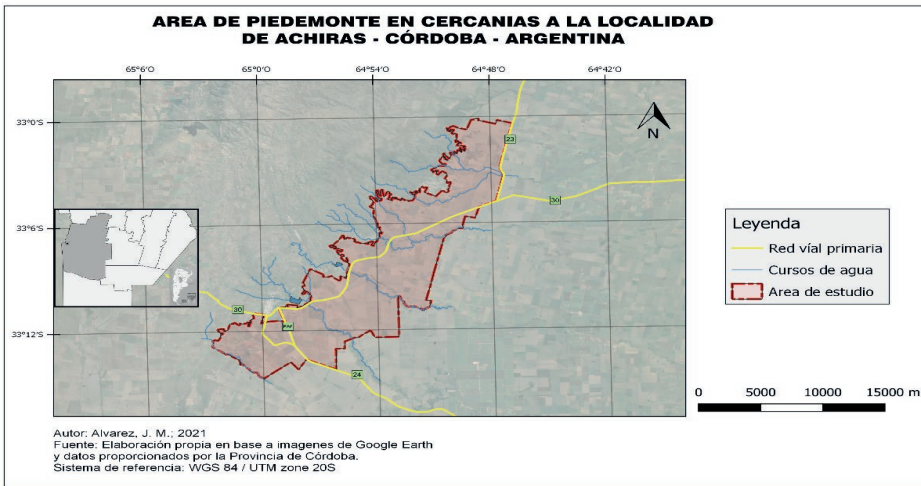 AREA DE PIEDEMONTE EN CERCANIAS A LA LOCALIDAD
DE ACHIRAS - CÓRDOBA - ARGENTINA
65°6'O
65°0'O
64°54'O
64°48'O
64°42'O
33°0'S
33°6'S
33°12'S
N
23
30
30
24
Leyenda
Red víal primaria
Cursos de agua
Area de estudio
0 5000 10000 15000 m
Autor: Alvarez, J. M.; 2021
Fuente: Elaboración propia en base a imagenes de Google Earth
y datos proporcionados por la Provincia de Córdoba.
Sistema de referencia: WGS 84 / UTM zone 20S